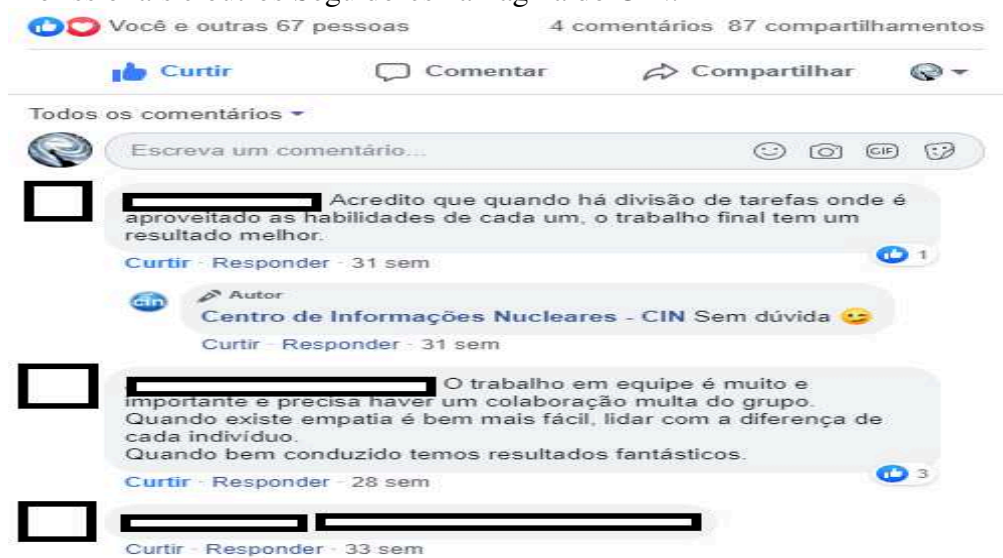 Você e outras 67 pessoas 4 comentários 87 compartilhamentos
Curtir Comentar Compartilhar
Todos os comentários
Escreva um comentário...
GIF
Acredito que quando há divisão de tarefas onde é
aproveitado as habilidades de cada um, o trabalho final tem um
resultado melhor.
1
Curtir · Responder · 31 sem
cin
Autor
Centro de Informações Nucleares - CIN Sem dúvida 😉
Curtir · Responder · 31 sem
O trabalho em equipe é muito e
importante e precisa haver um colaboração multa do grupo.
Quando existe empatia é bem mais fácil, lidar com a diferença de
cada indivíduo.
Quando bem conduzido temos resultados fantásticos.
3
Curtir · Responder · 28 sem
Curtir · Responder · 33 sem